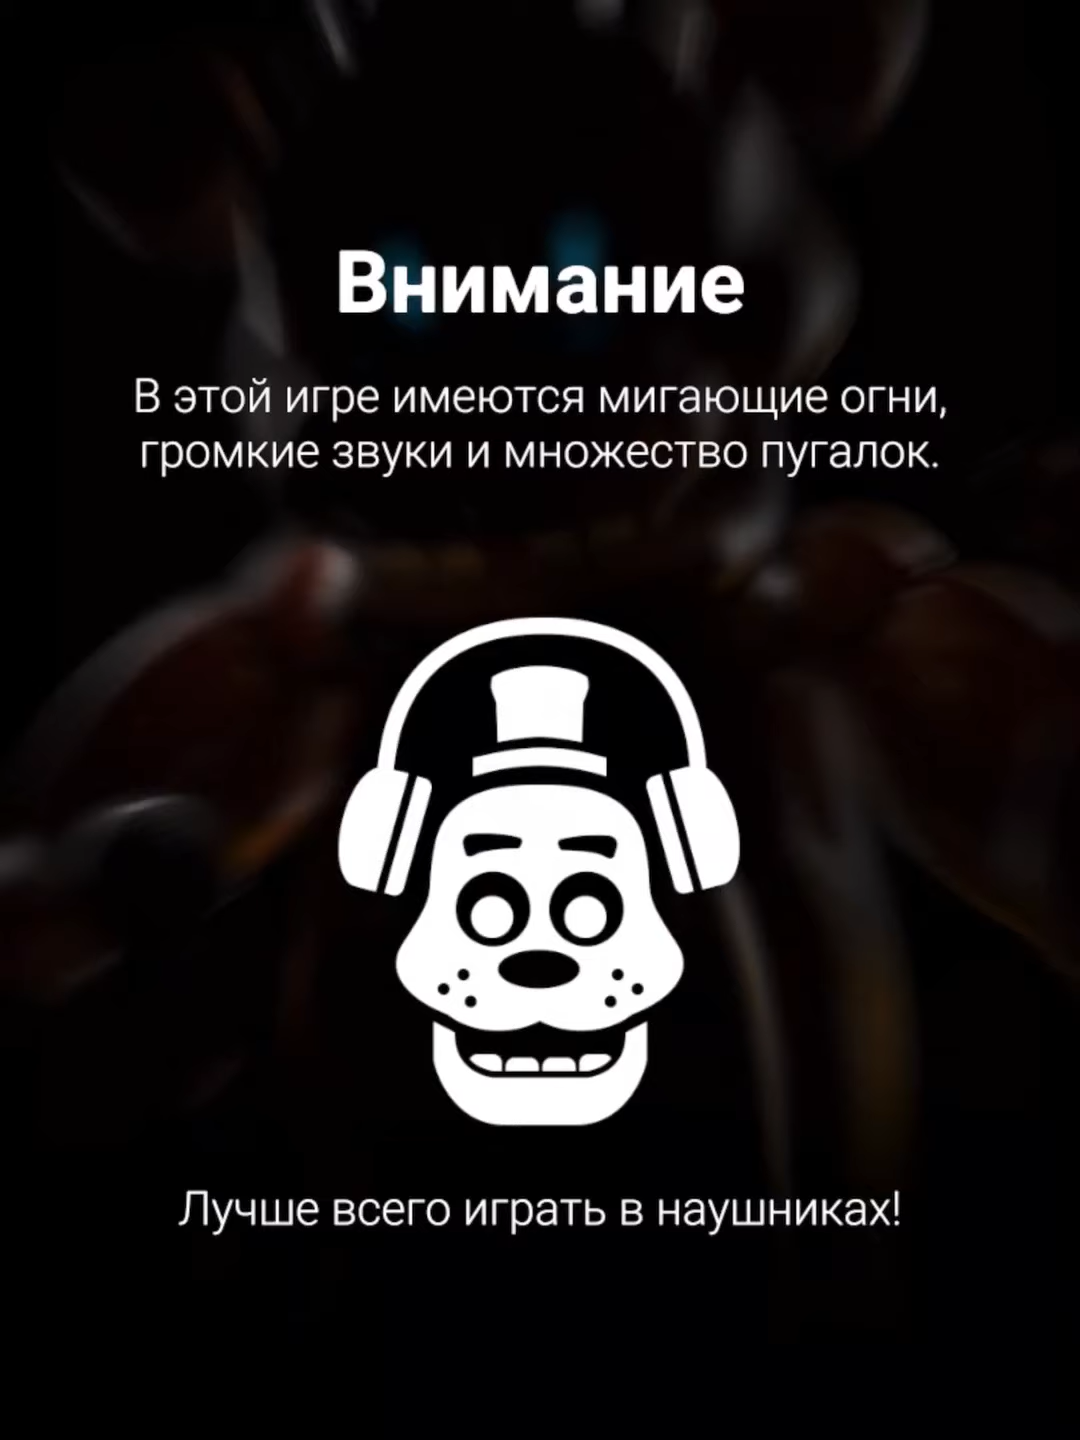 Внимание
В этой игре имеются мигающие огни,
громкие звуки и множество пугалок.
Лучше всего играть в наушниках!